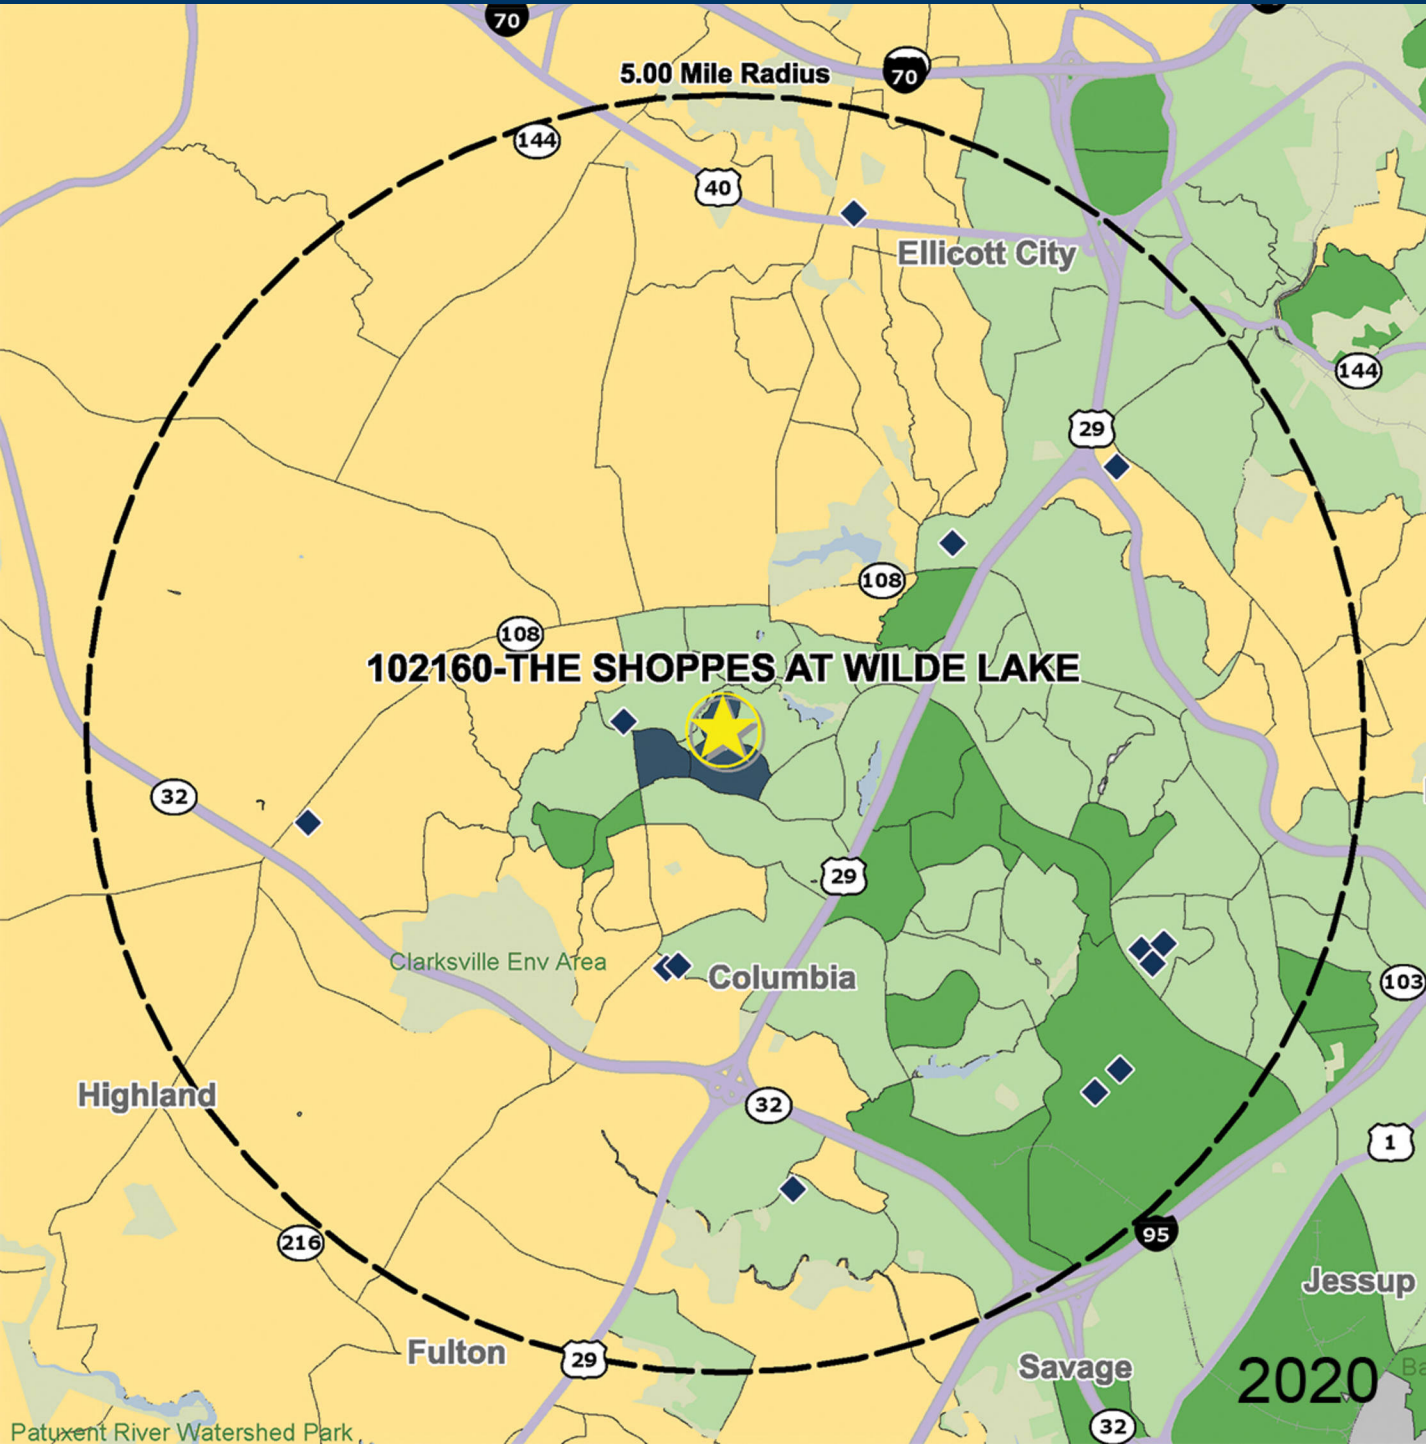 70
5.00 Mile Radius
70
144
40
Ellicott City
144
29
108
108
102160-THE SHOPPES AT WILDE LAKE
32
29
Clarksville Env Area
Columbia
103
Highland
32
1
95
216
Jessup
Fulton
29
Savage
2020
Ba
32
Patuxent River Watershed Park